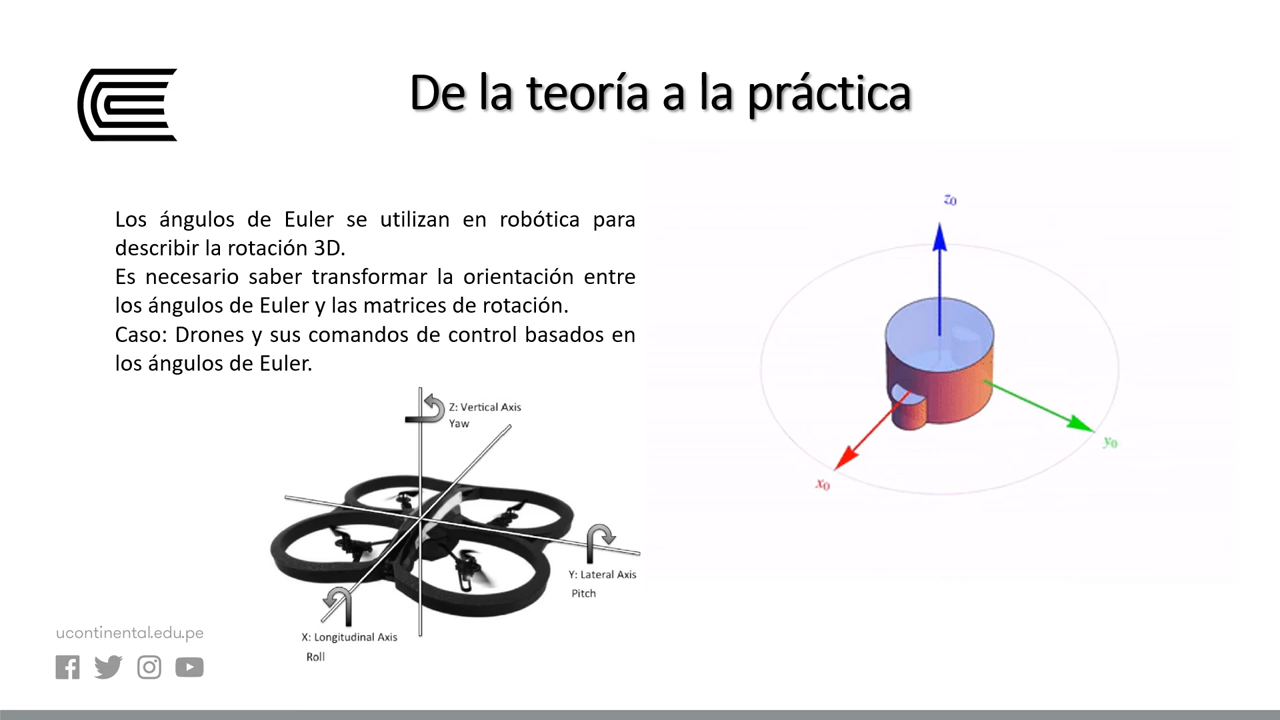 De la teoría a la práctica
Los ángulos de Euler se utilizan en robótica para
describir la rotación 3D.
Es necesario saber transformar la orientación entre
los ángulos de Euler y las matrices de rotación.
Caso: Drones y sus comandos de control basados en
los ángulos de Euler.
Z: Vertical Axis
Yaw
Y: Lateral Axis
Pitch
X: Longitudinal Axis
Roll
z₀
y₀
x₀
ucontinental.edu.pe